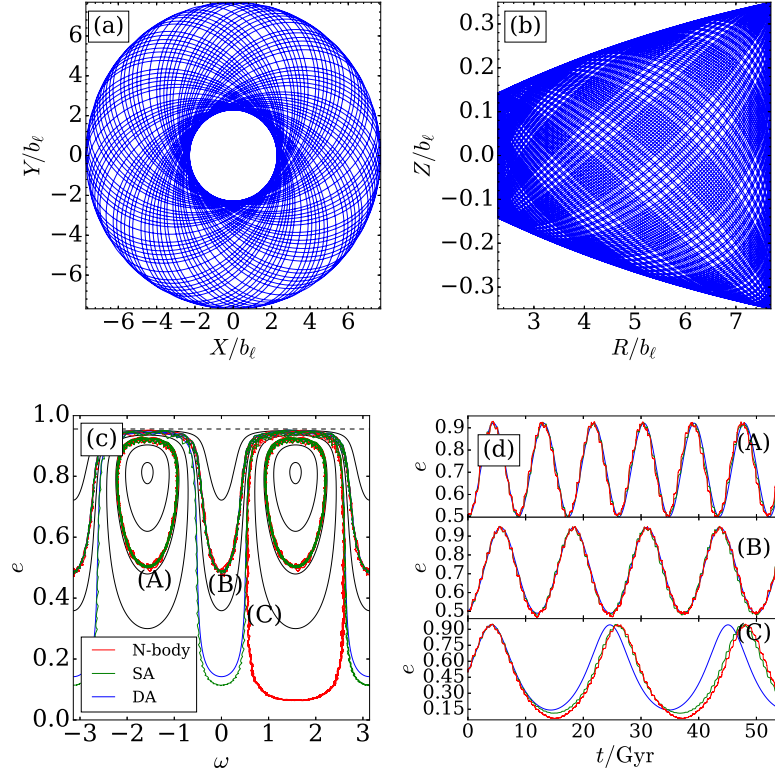 (a)
Y/b_ℓ
6
4
2
0
−2
−4
−6
−6 −4 −2 0 2 4 6
X/b_ℓ
(b)
Z/b_ℓ
0.3
0.2
0.1
0.0
−0.1
−0.2
−0.3
3 4 5 6 7
R/b_ℓ
(c)
e
1.0
0.8
0.6
0.4
0.2
0.0
(A)
(B)
(C)
N-body
SA
DA
−3 −2 −1 0 1 2 3
ω
(d)
(A)
e
0.9
0.8
0.7
0.6
0.5
(B)
e
0.9
0.8
0.7
0.6
0.5
(C)
e
0.90
0.75
0.60
0.45
0.30
0.15
0 10 20 30 40 50
t/Gyr